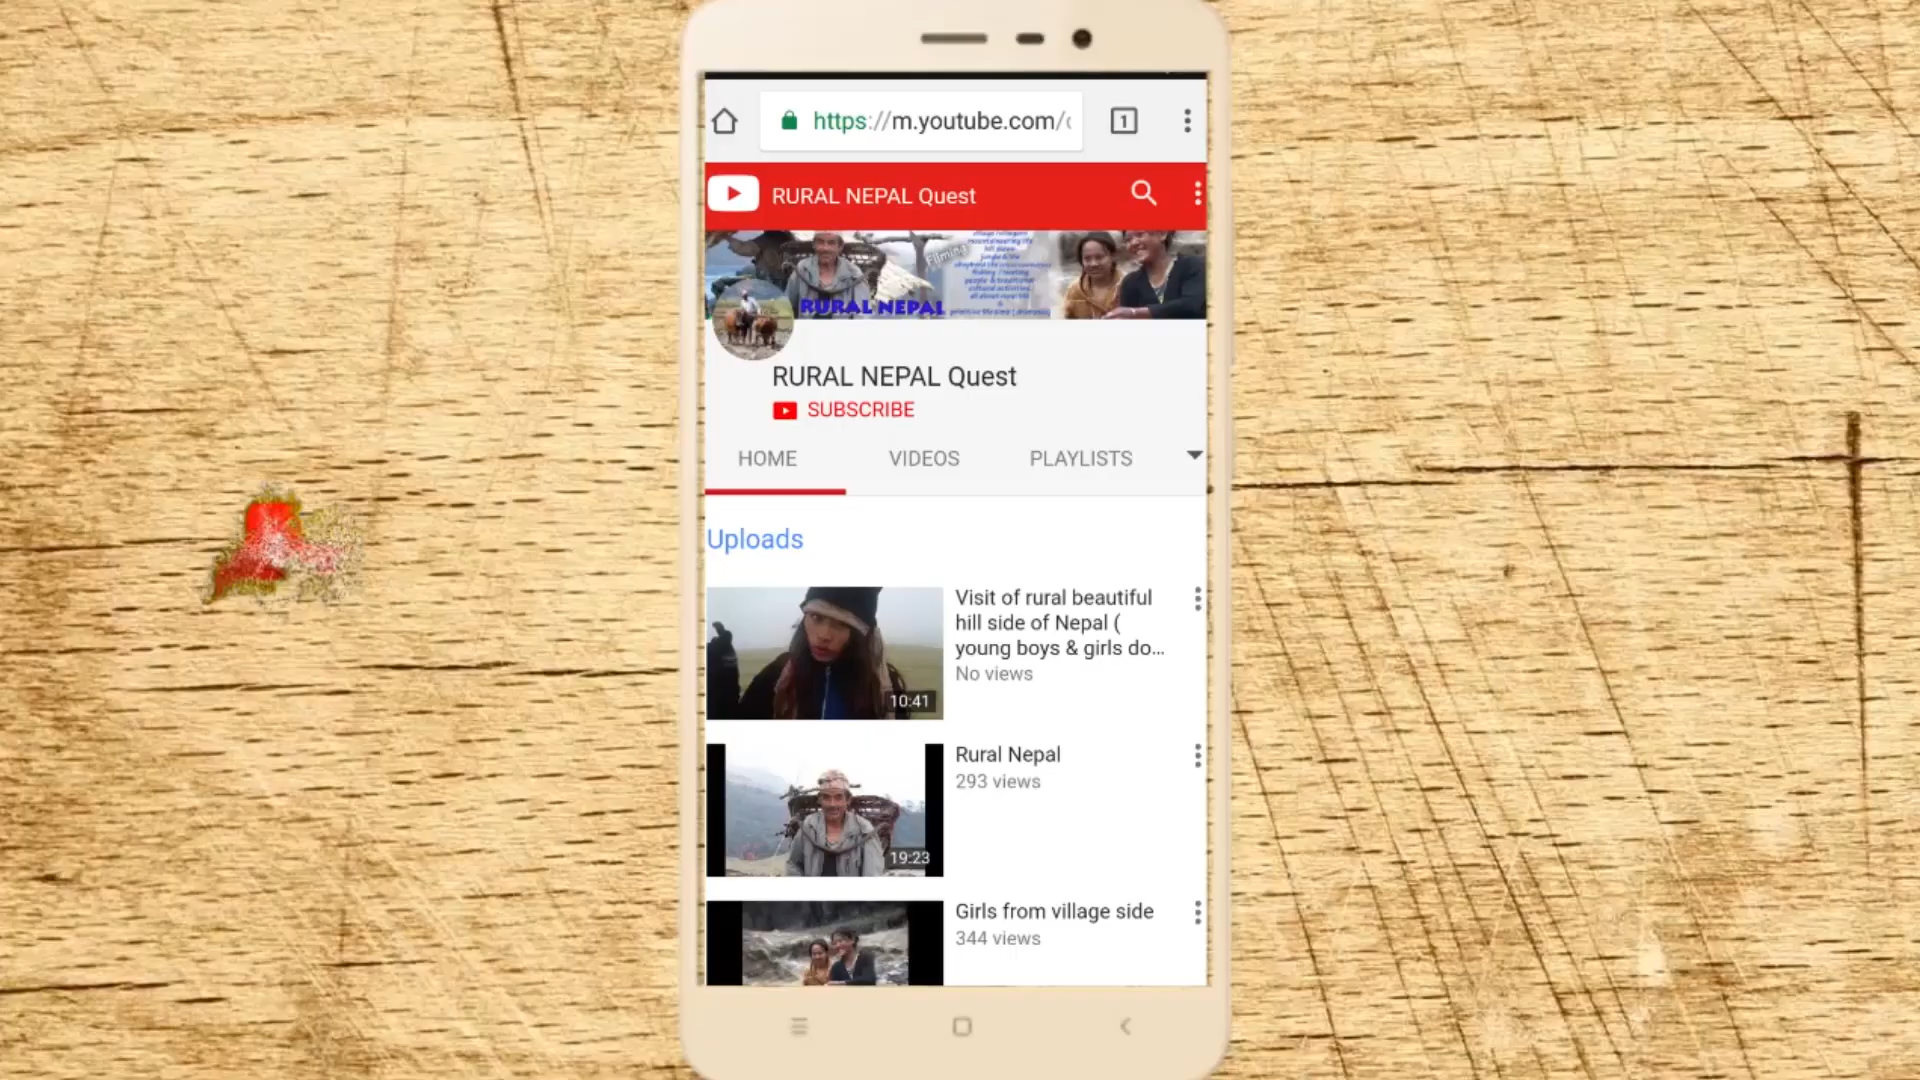 https://m.youtube.com/
1
RURAL NEPAL Quest
Filming
RURAL NEPAL
RURAL NEPAL Quest
SUBSCRIBE
HOME
VIDEOS
PLAYLISTS
Uploads
Visit of rural beautiful
hill side of Nepal (
young boys & girls do...
No views
10:41
Rural Nepal
293 views
19:23
Girls from village side
344 views